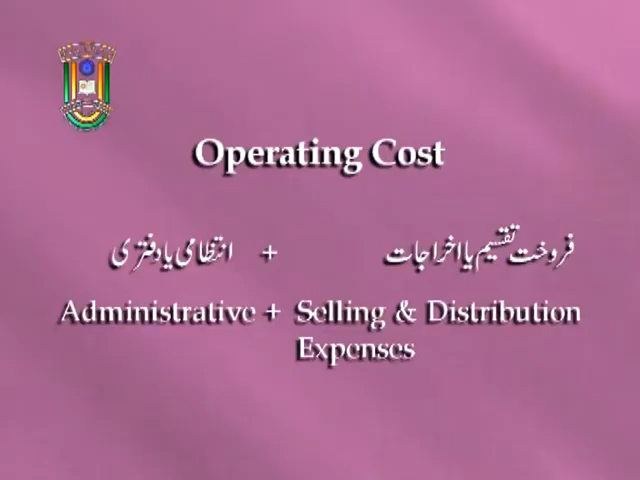 Operating Cost
انتظامی یا دفتری + فروخت تقسیم یا اخراجات
Administrative + Selling & Distribution
Expenses